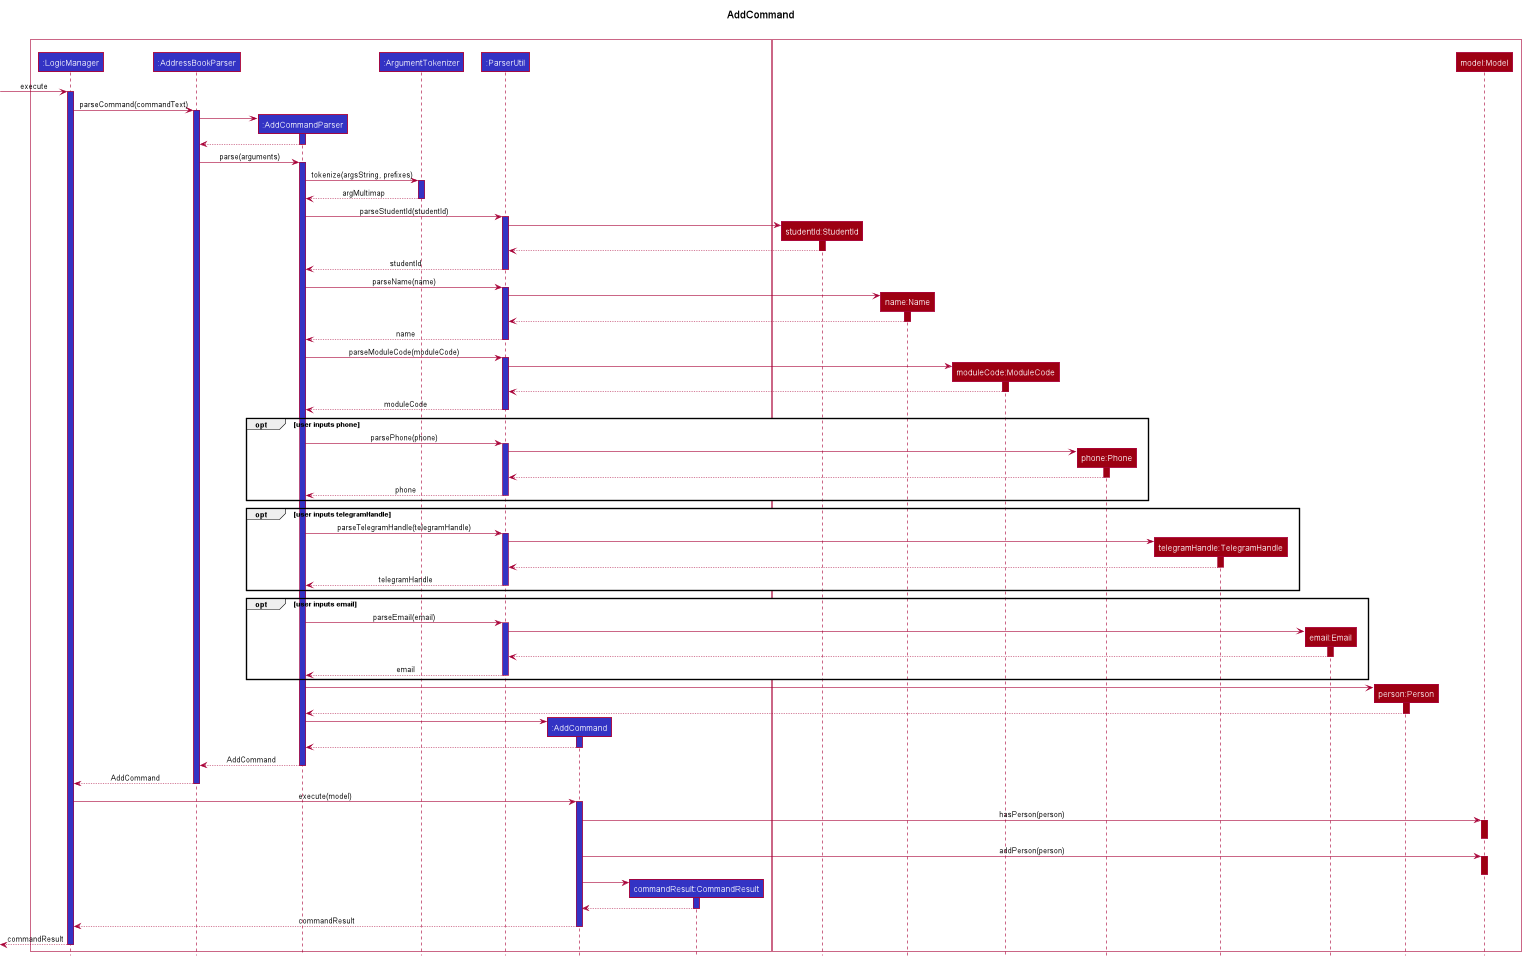 AddCommand
:LogicManager
:AddressBookParser
:ArgumentTokenizer
:ParserUtil
model:Model
execute
parseCommand(commandText)
:AddCommandParser
parse(arguments)
tokenize(argsString, prefixes)
argMultimap
parseStudentId(studentId)
studentId:StudentId
studentId
parseName(name)
name:Name
name
parseModuleCode(moduleCode)
moduleCode:ModuleCode
moduleCode
opt [user inputs phone]
parsePhone(phone)
phone:Phone
phone
opt [user inputs telegramHandle]
parseTelegramHandle(telegramHandle)
telegramHandle:TelegramHandle
telegramHandle
opt [user inputs email]
parseEmail(email)
email:Email
email
person:Person
:AddCommand
AddCommand
AddCommand
execute(model)
hasPerson(person)
addPerson(person)
commandResult:CommandResult
commandResult
commandResult